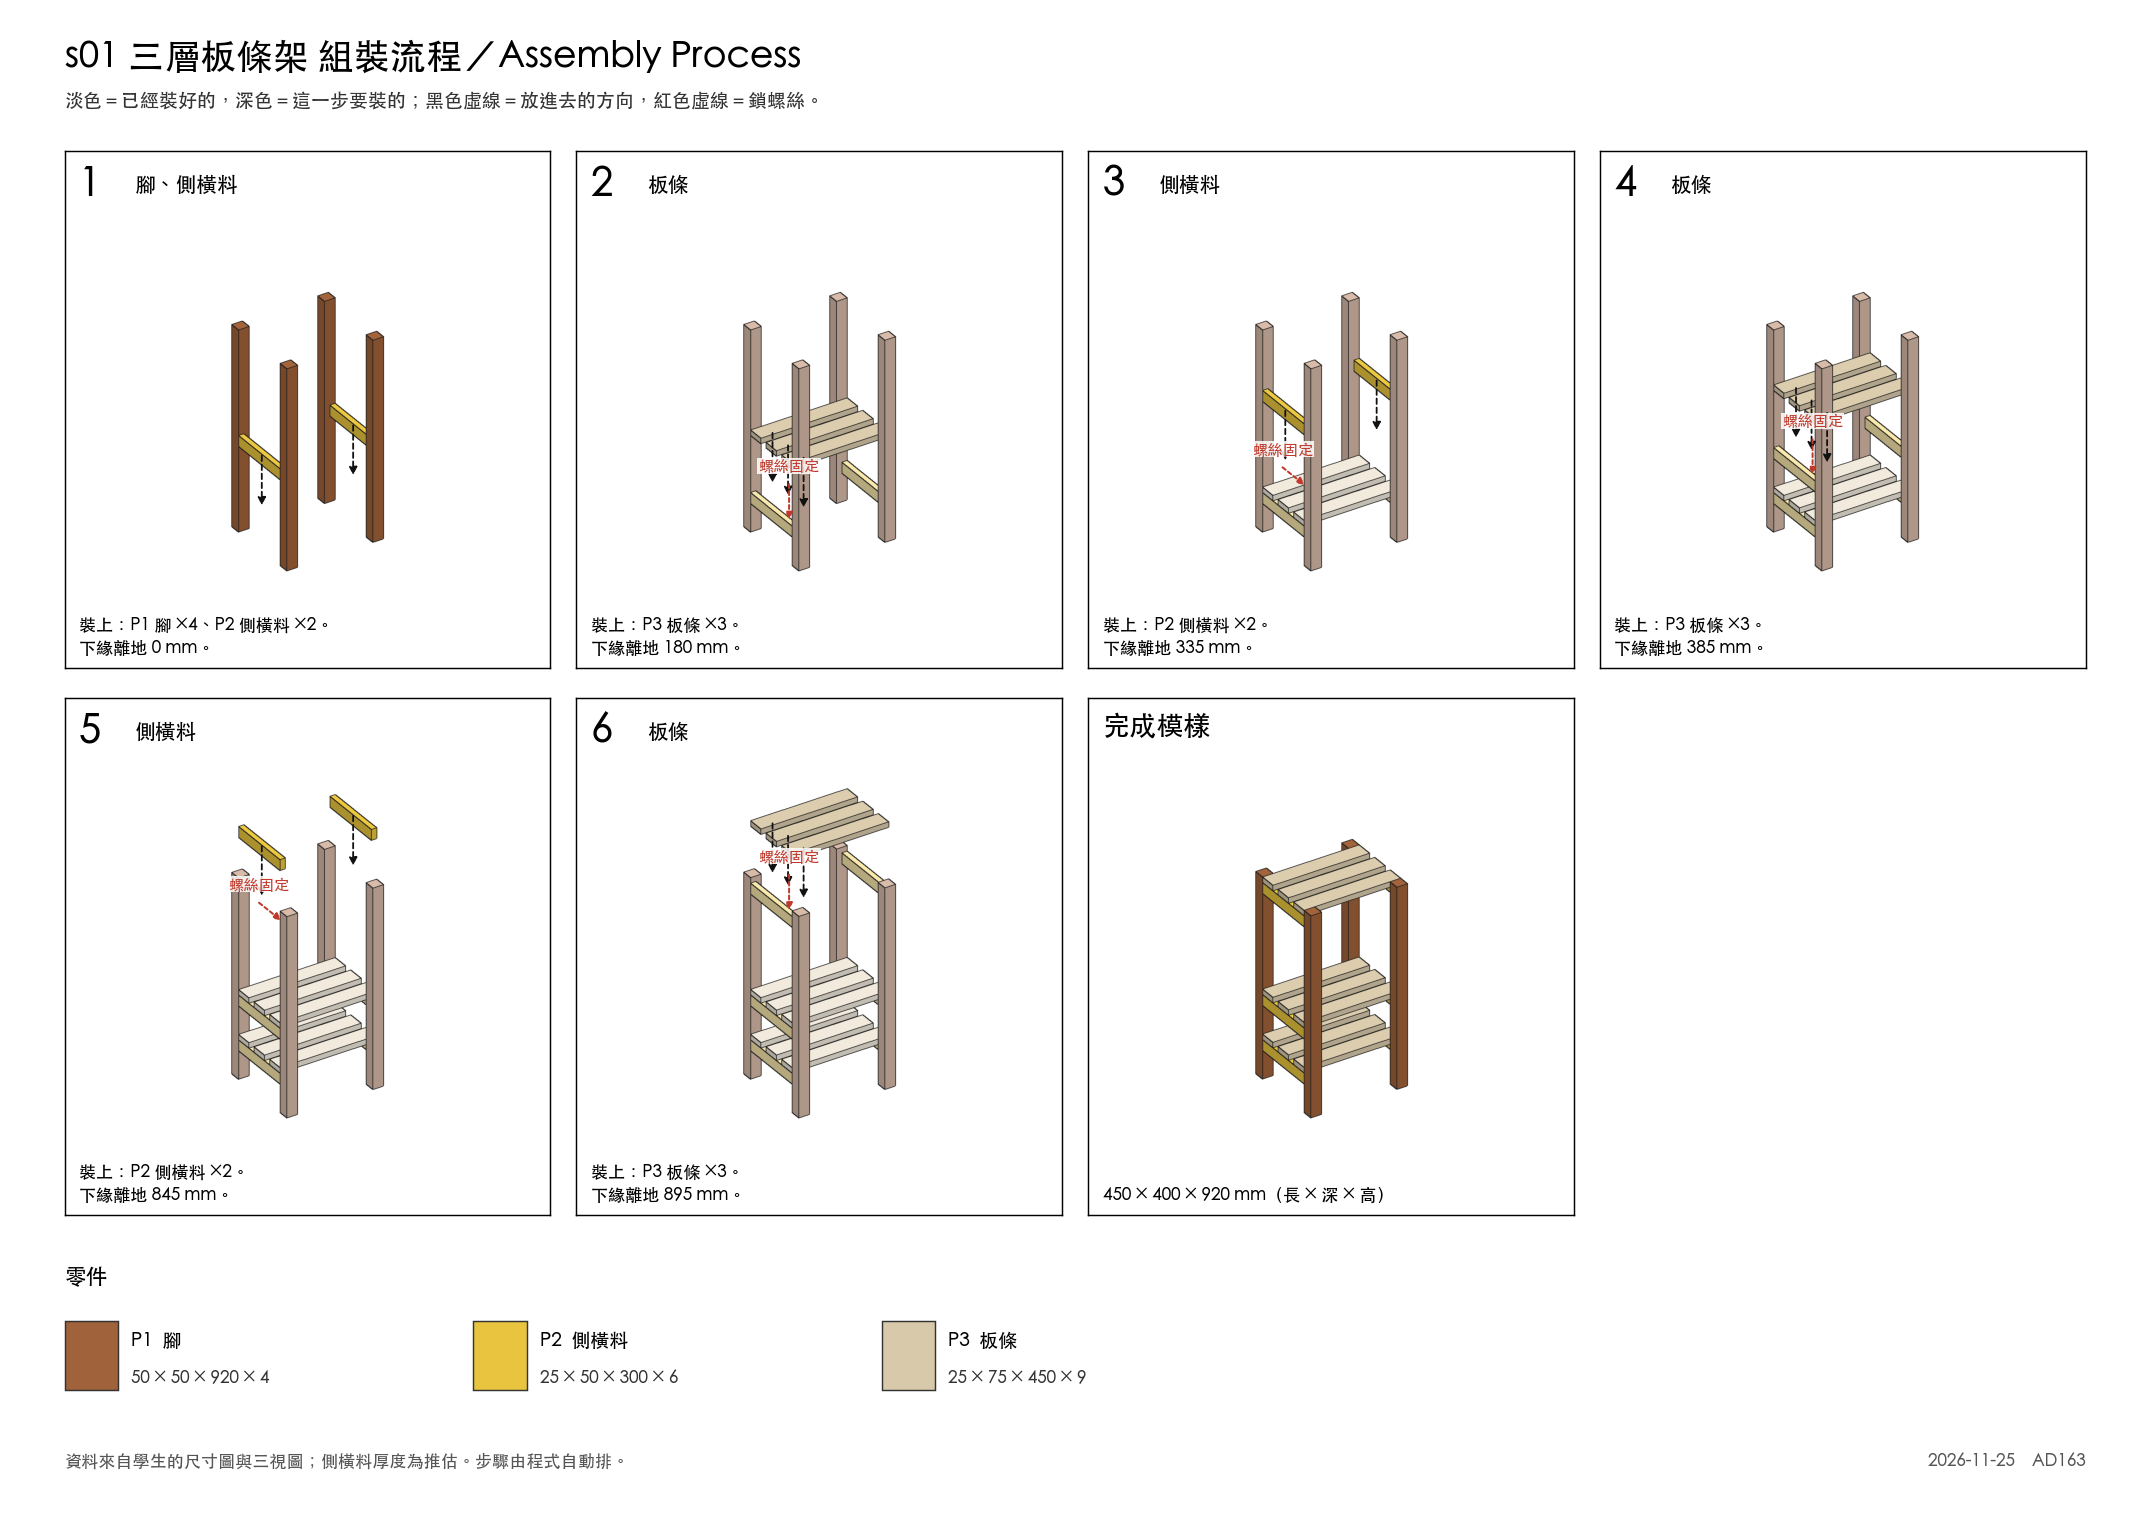 s01 三層板條架 組裝流程／Assembly Process
淡色＝已經裝好的，深色＝這一步要裝的；黑色虛線＝放進去的方向，紅色虛線＝鎖螺絲。
1 腳、側橫料
裝上：P1 腳 ×4、P2 側橫料 ×2。
下緣離地 0 mm。
2 板條
螺絲固定
裝上：P3 板條 ×3。
下緣離地 180 mm。
3 側橫料
螺絲固定
裝上：P2 側橫料 ×2。
下緣離地 335 mm。
4 板條
螺絲固定
裝上：P3 板條 ×3。
下緣離地 385 mm。
5 側橫料
螺絲固定
裝上：P2 側橫料 ×2。
下緣離地 845 mm。
6 板條
螺絲固定
裝上：P3 板條 ×3。
下緣離地 895 mm。
完成模樣
450 × 400 × 920 mm（長 × 深 × 高）
零件
P1 腳
50 × 50 × 920 × 4
P2 側橫料
25 × 50 × 300 × 6
P3 板條
25 × 75 × 450 × 9
資料來自學生的尺寸圖與三視圖；側橫料厚度為推估。步驟由程式自動排。
2026-11-25 AD163